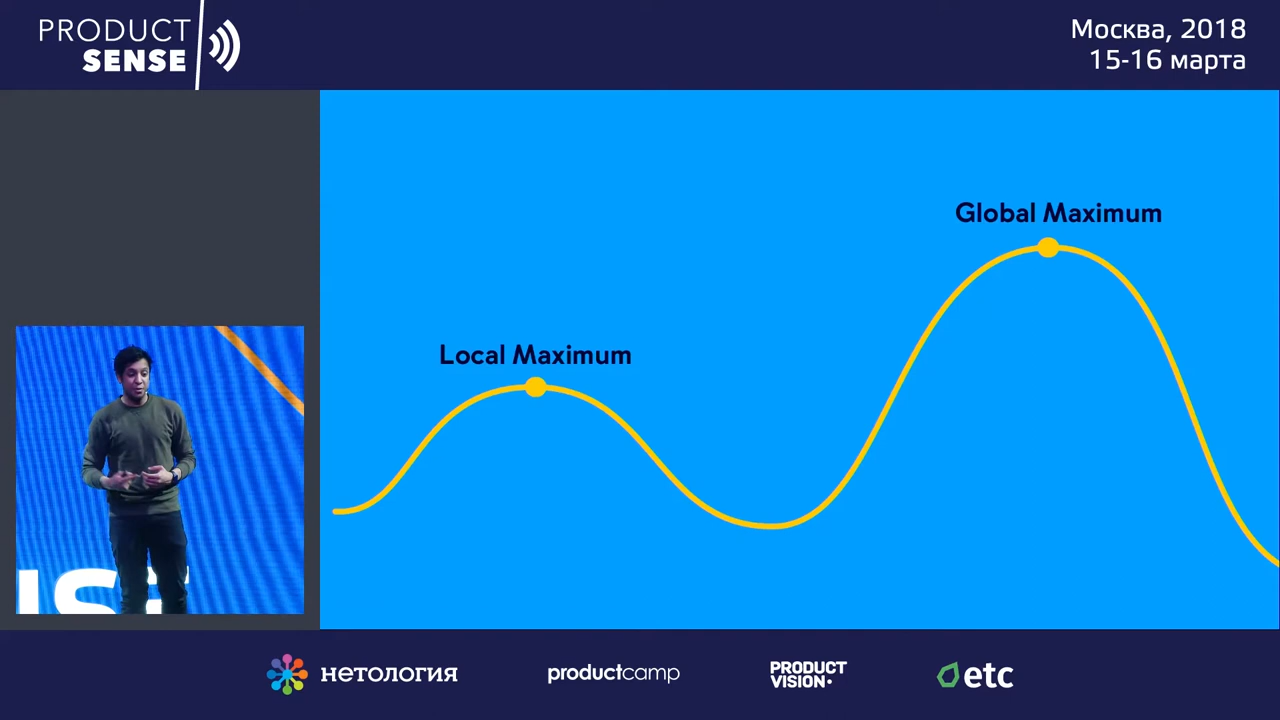 PRODUCT
SENSE
Москва, 2018
15-16 марта
Global Maximum
Local Maximum
нетология
productcamp
PRODUCT
VISION
etc